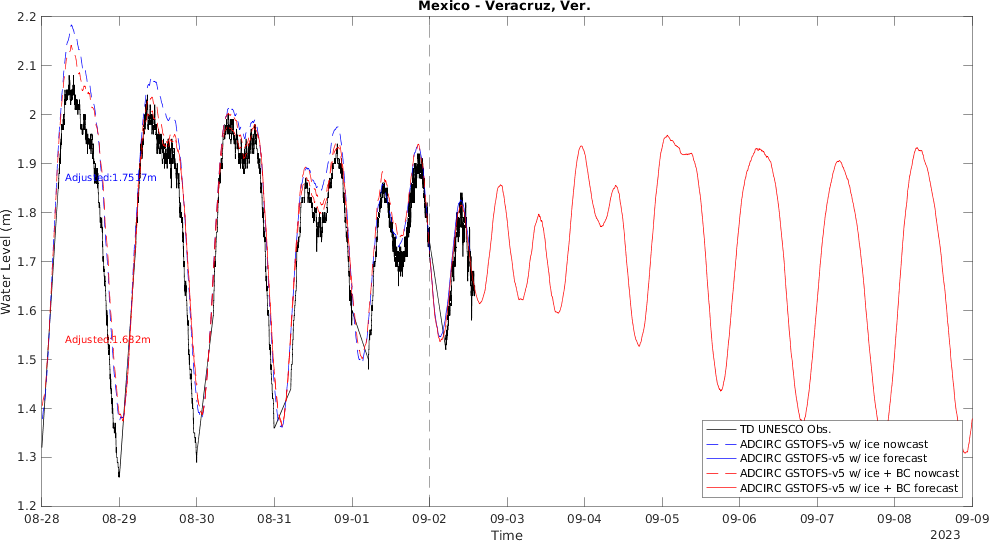 Mexico - Veracruz, Ver.
2.2
2.1
2
1.9
1.8
1.7
1.6
1.5
1.4
1.3
1.2
Water Level (m)
Adjusted:1.7517m
Adjusted:1.632m
TD UNESCO Obs.
ADCIRC GSTOFS-v5 w/ ice nowcast
ADCIRC GSTOFS-v5 w/ ice forecast
ADCIRC GSTOFS-v5 w/ ice + BC nowcast
ADCIRC GSTOFS-v5 w/ ice + BC forecast
08-28 08-29 08-30 08-31 09-01 09-02 09-03 09-04 09-05 09-06 09-07 09-08 09-09
Time
2023